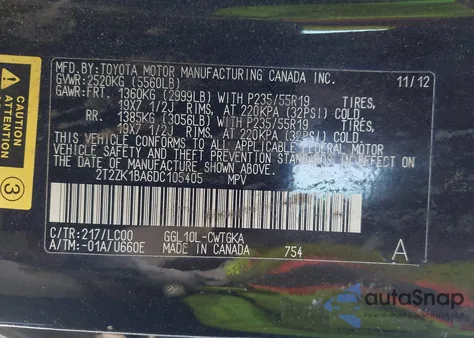 MFD.BY:TOYOTA MOTOR MANUFACTURING CANADA INC.
11/12
GVWR:2520KG (5560LB)
GAWR:FRT. 1360KG (2999LB) WITH P235/55R19 TIRES,
19X7 1/2J RIMS, AT 220KPA (32PSI) COLD.
RR. 1385KG (3056LB) WITH P235/55R19 TIRES,
19X7 1/2J RIMS, AT 220KPA (32PSI) COLD.
THIS VEHICLE CONFORMS TO ALL APPLICABLE FEDERAL MOTOR
VEHICLE SAFETY AND THEFT PREVENTION STANDARDS IN
EFFECT ON THE DATE OF MANUFACTURE SHOWN ABOVE.
2T2ZK1BA6DC105405 MPV
C/TR:217/LC00 GGL10L-CWTGKA
A/TM:-01A/U660E MADE IN CANADA 754 A
3
autoSnap
www.autosnap